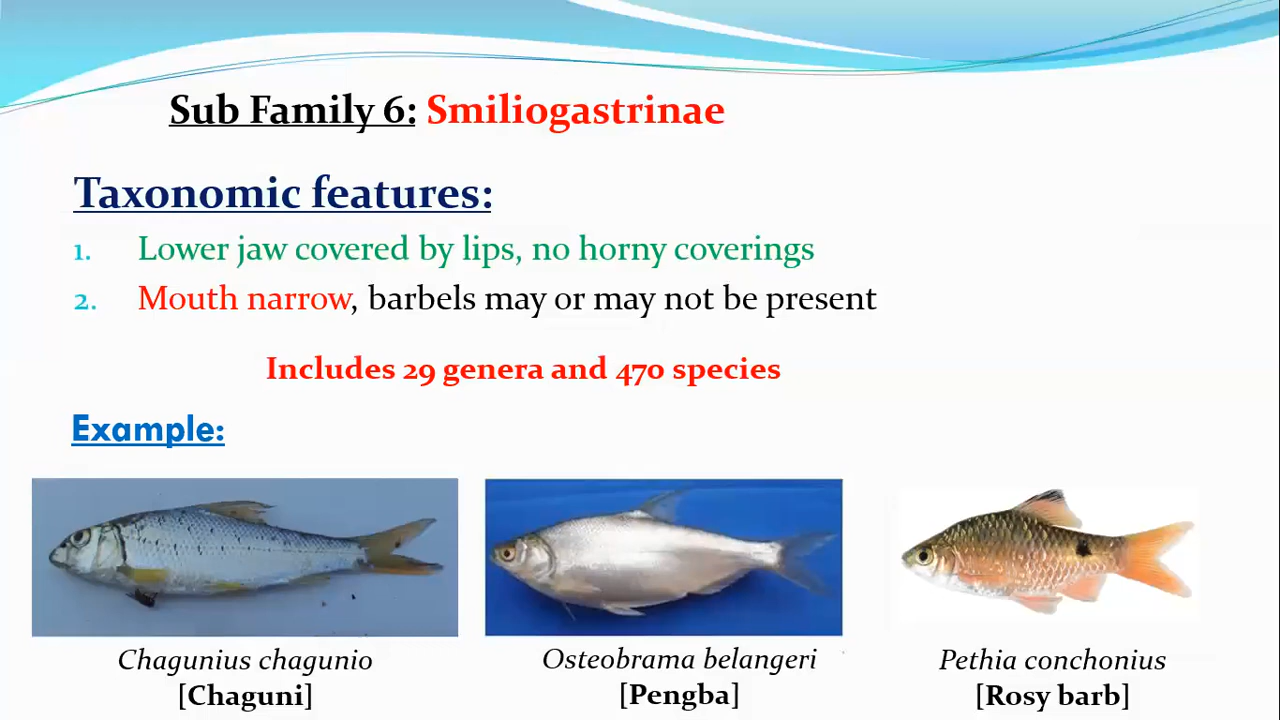 Sub Family 6: Smiliogastrinae
Taxonomic features:
1. Lower jaw covered by lips, no horny coverings
2. Mouth narrow, barbels may or may not be present
Includes 29 genera and 470 species
Example:
Chagunius chagunio
[Chaguni]
Osteobrama belangeri
[Pengba]
Pethia conchonius
[Rosy barb]